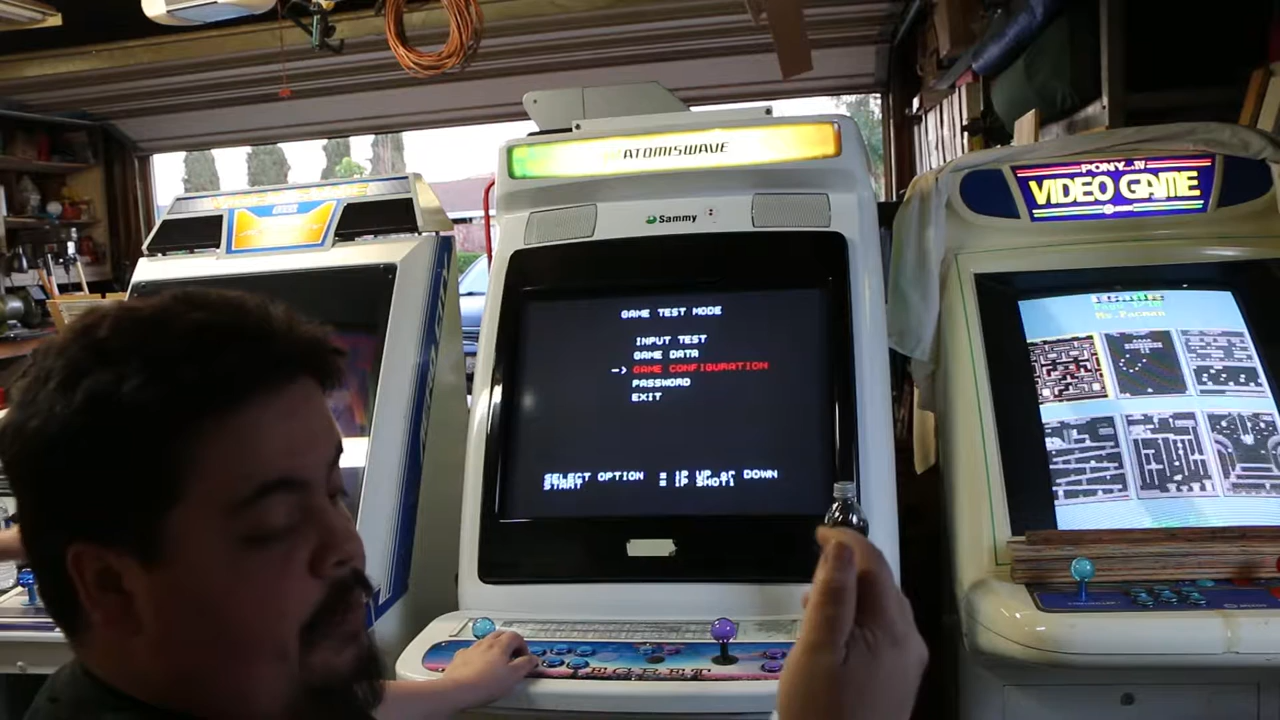 ATOMISWAVE
Sammy
GAME TEST MODE
INPUT TEST
GAME DATA
-> GAME CONFIGURATION
PASSWORD
EXIT
SELECT OPTION = 1P UP or DOWN
START = 1P SHOT1
EGRET
PONY
VIDEO GAME
Ms.Pacman